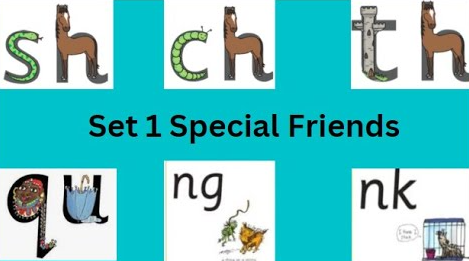 sh
ch
th
Set 1 Special Friends
qu
ng
nk